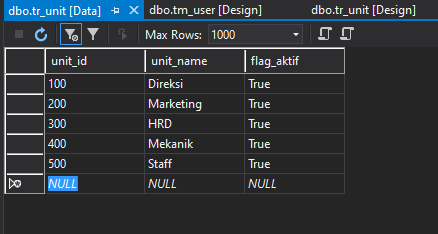 dbo.tr_unit [Data] dbo.tm_user [Design] dbo.tr_unit [Design]
Max Rows: 1000
unit_id unit_name flag_aktif
100 Direksi True
200 Marketing True
300 HRD True
400 Mekanik True
500 Staff True
NULL NULL NULL